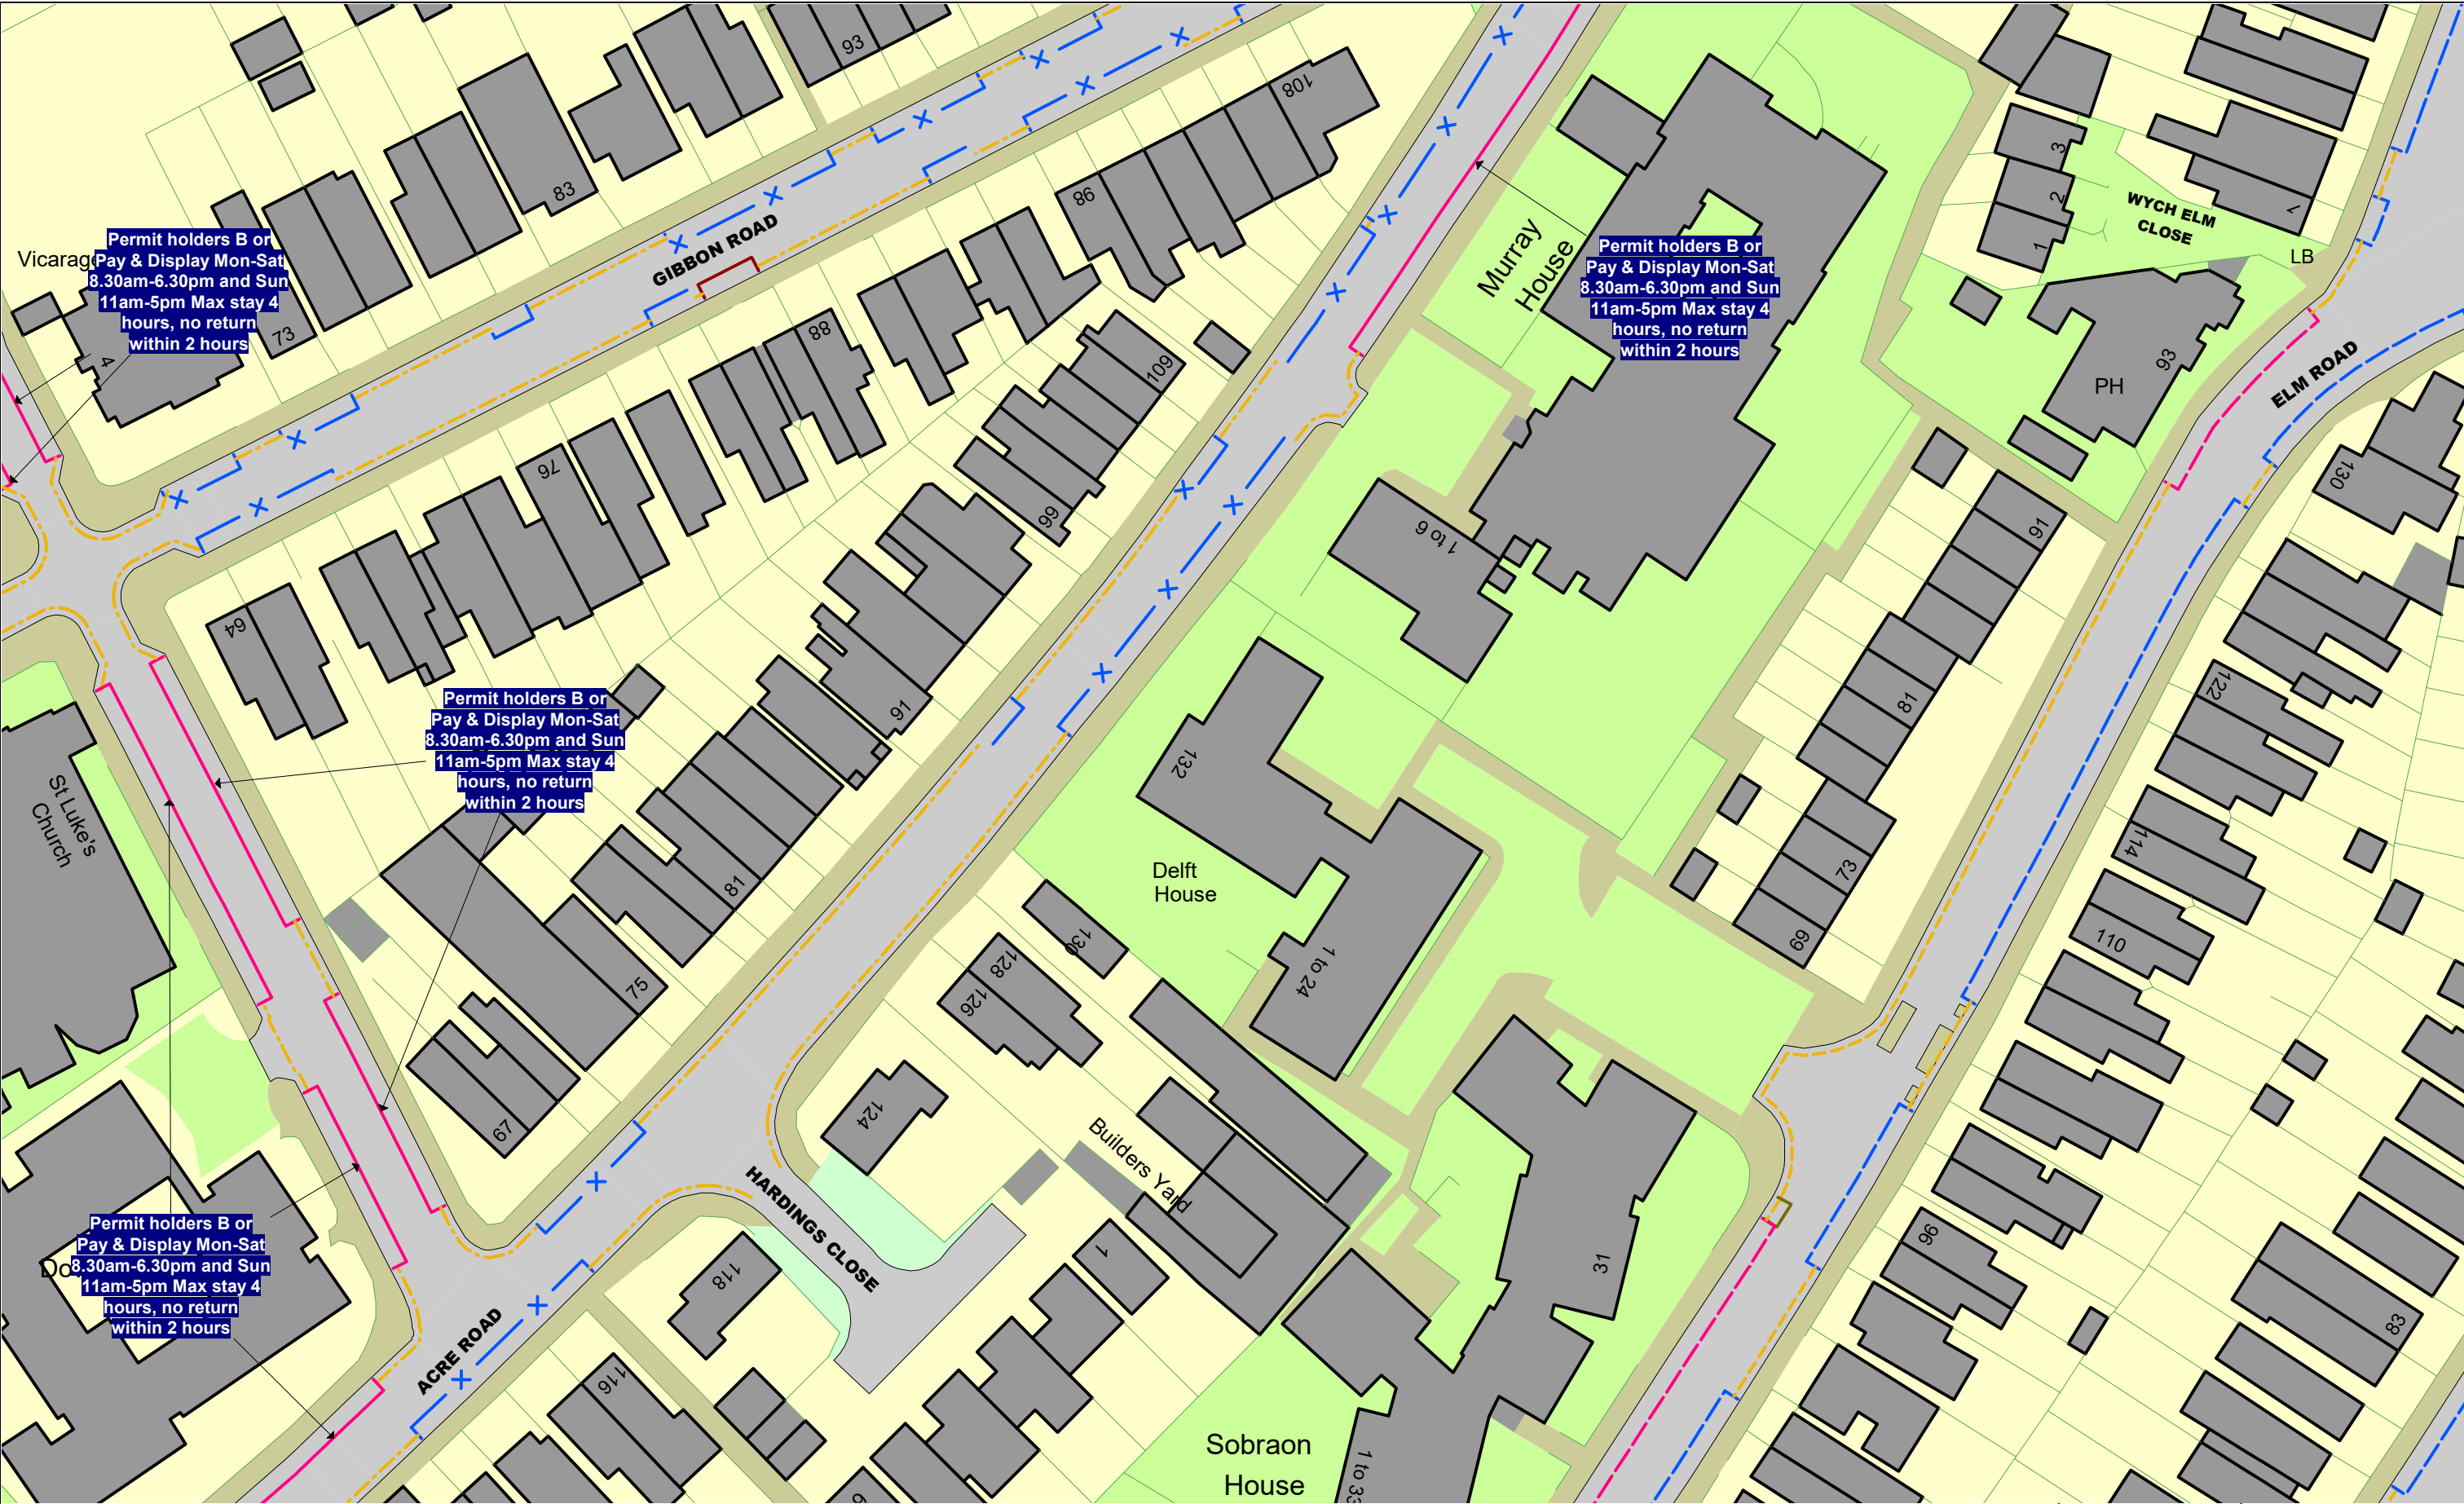 93
108
83
98
GIBBON ROAD
88
109
99
Vicarage
Permit holders B or
Pay & Display Mon-Sat
8.30am-6.30pm and Sun
11am-5pm Max stay 4
hours, no return
within 2 hours
4
73
76
64
Murray
House
Permit holders B or
Pay & Display Mon-Sat
8.30am-6.30pm and Sun
11am-5pm Max stay 4
hours, no return
within 2 hours
3
2
1
WYCH ELM
CLOSE
7
LB
93
PH
ELM ROAD
130
91
1 to 6
81
122
73
69
114
110
Permit holders B or
Pay & Display Mon-Sat
8.30am-6.30pm and Sun
11am-5pm Max stay 4
hours, no return
within 2 hours
91
81
75
67
St Luke's
Church
132
Delft
House
1 to 24
130
128
126
124
Builders Yard
HARDINGS CLOSE
118
116
1
31
96
83
Permit holders B or
Pay & Display Mon-Sat
8.30am-6.30pm and Sun
11am-5pm Max stay 4
hours, no return
within 2 hours
ACRE ROAD
Sobraon
House
1 to 33